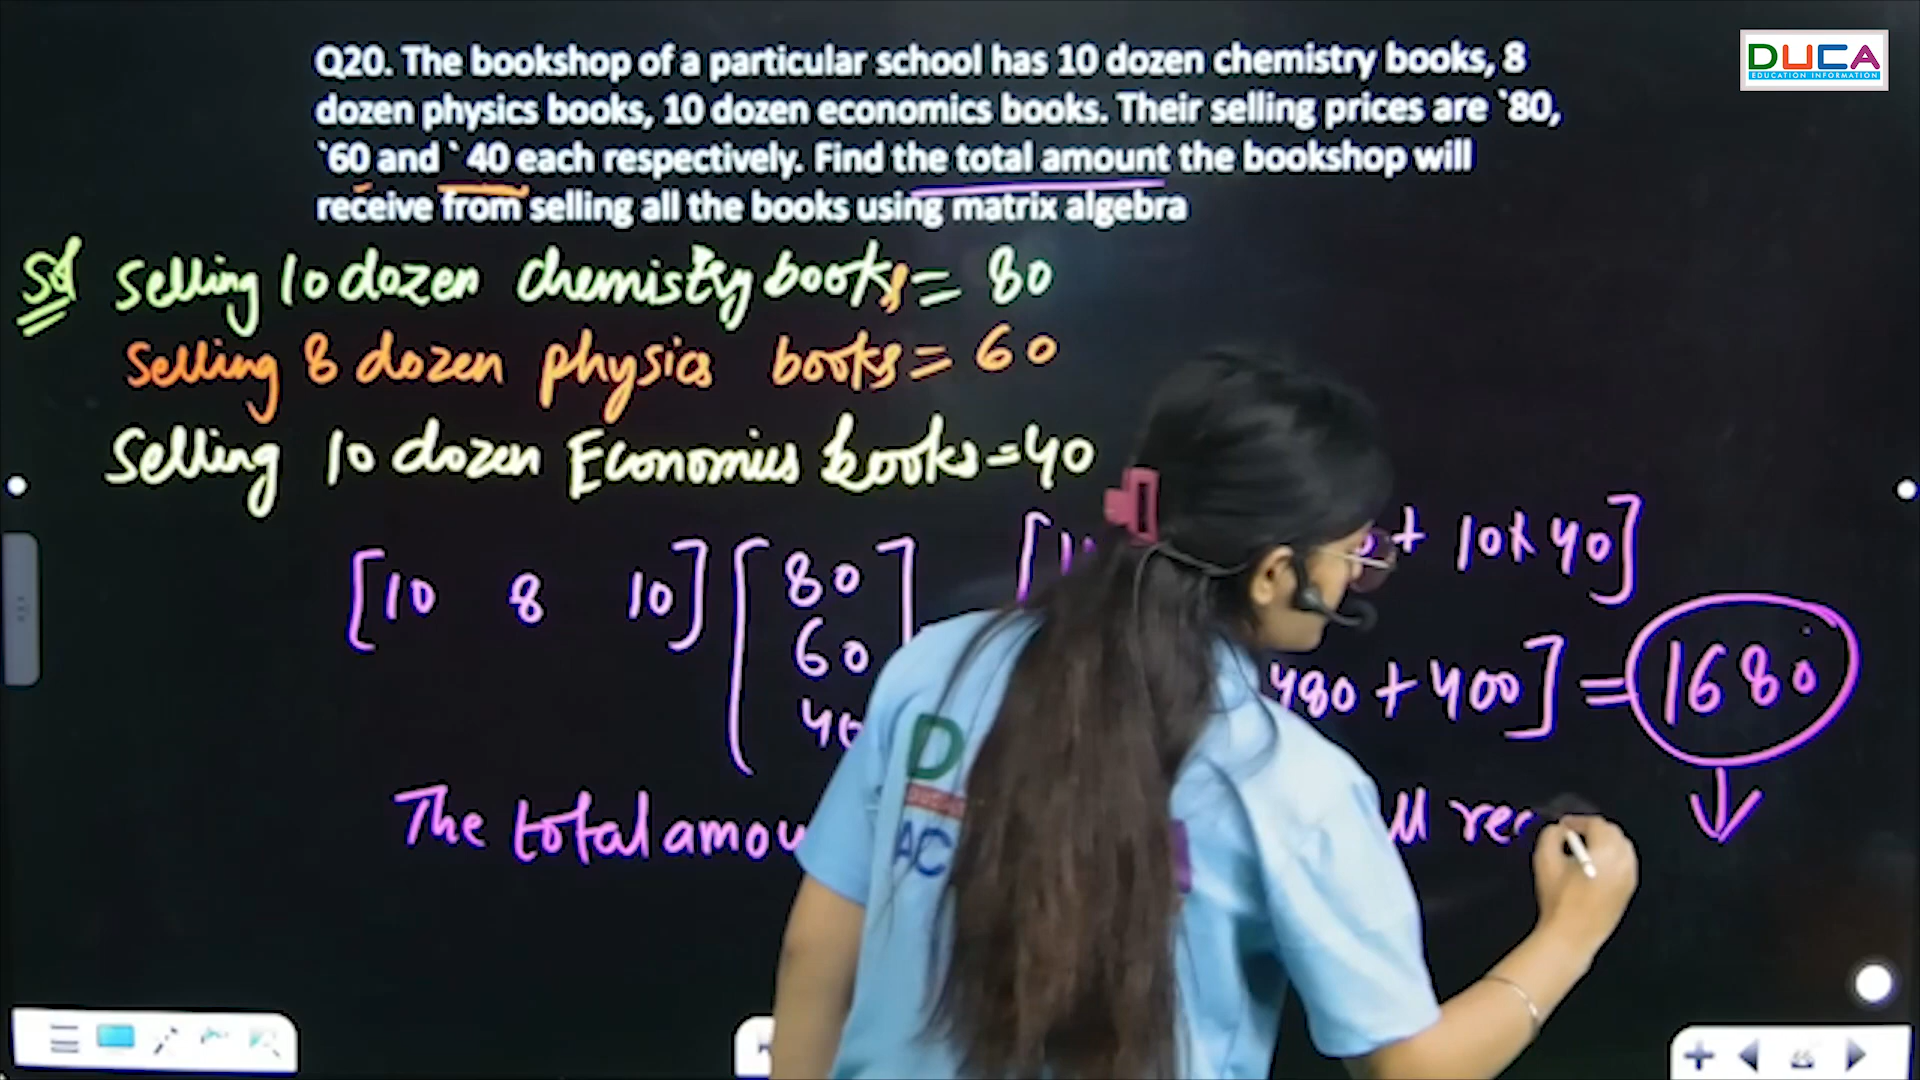 DUCA
EDUCATION INFORMATION
Q20. The bookshop of a particular school has 10 dozen chemistry books, 8
dozen physics books, 10 dozen economics books. Their selling prices are `80,
`60 and ` 40 each respectively. Find the total amount the bookshop will
receive from selling all the books using matrix algebra
Sol
Selling 10 dozen chemistry books = 80
Selling 8 dozen physics books = 60
Selling 10 dozen Economics books = 40
[10 8 10] [80
60
40]
+ 10 x 40]
480 + 400] = 1680
The total amou
D
AC